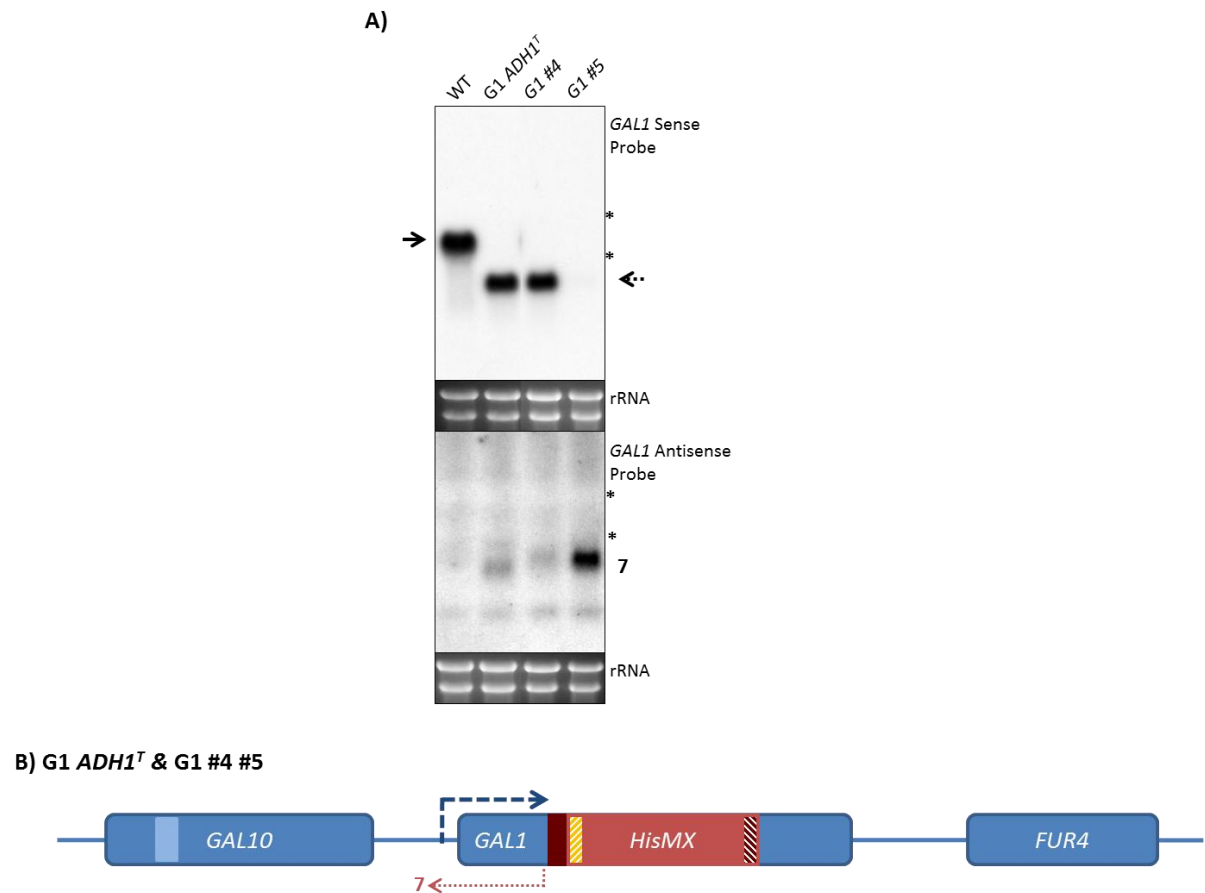 A)
WT G1 ADH1ᵀ G1 #4 G1 #5
GAL1 Sense
Probe
*
*
rRNA
GAL1 Antisense
Probe
*
*
7
rRNA
B) G1 ADH1ᵀ & G1 #4 #5
GAL10 GAL1 HisMX FUR4
7